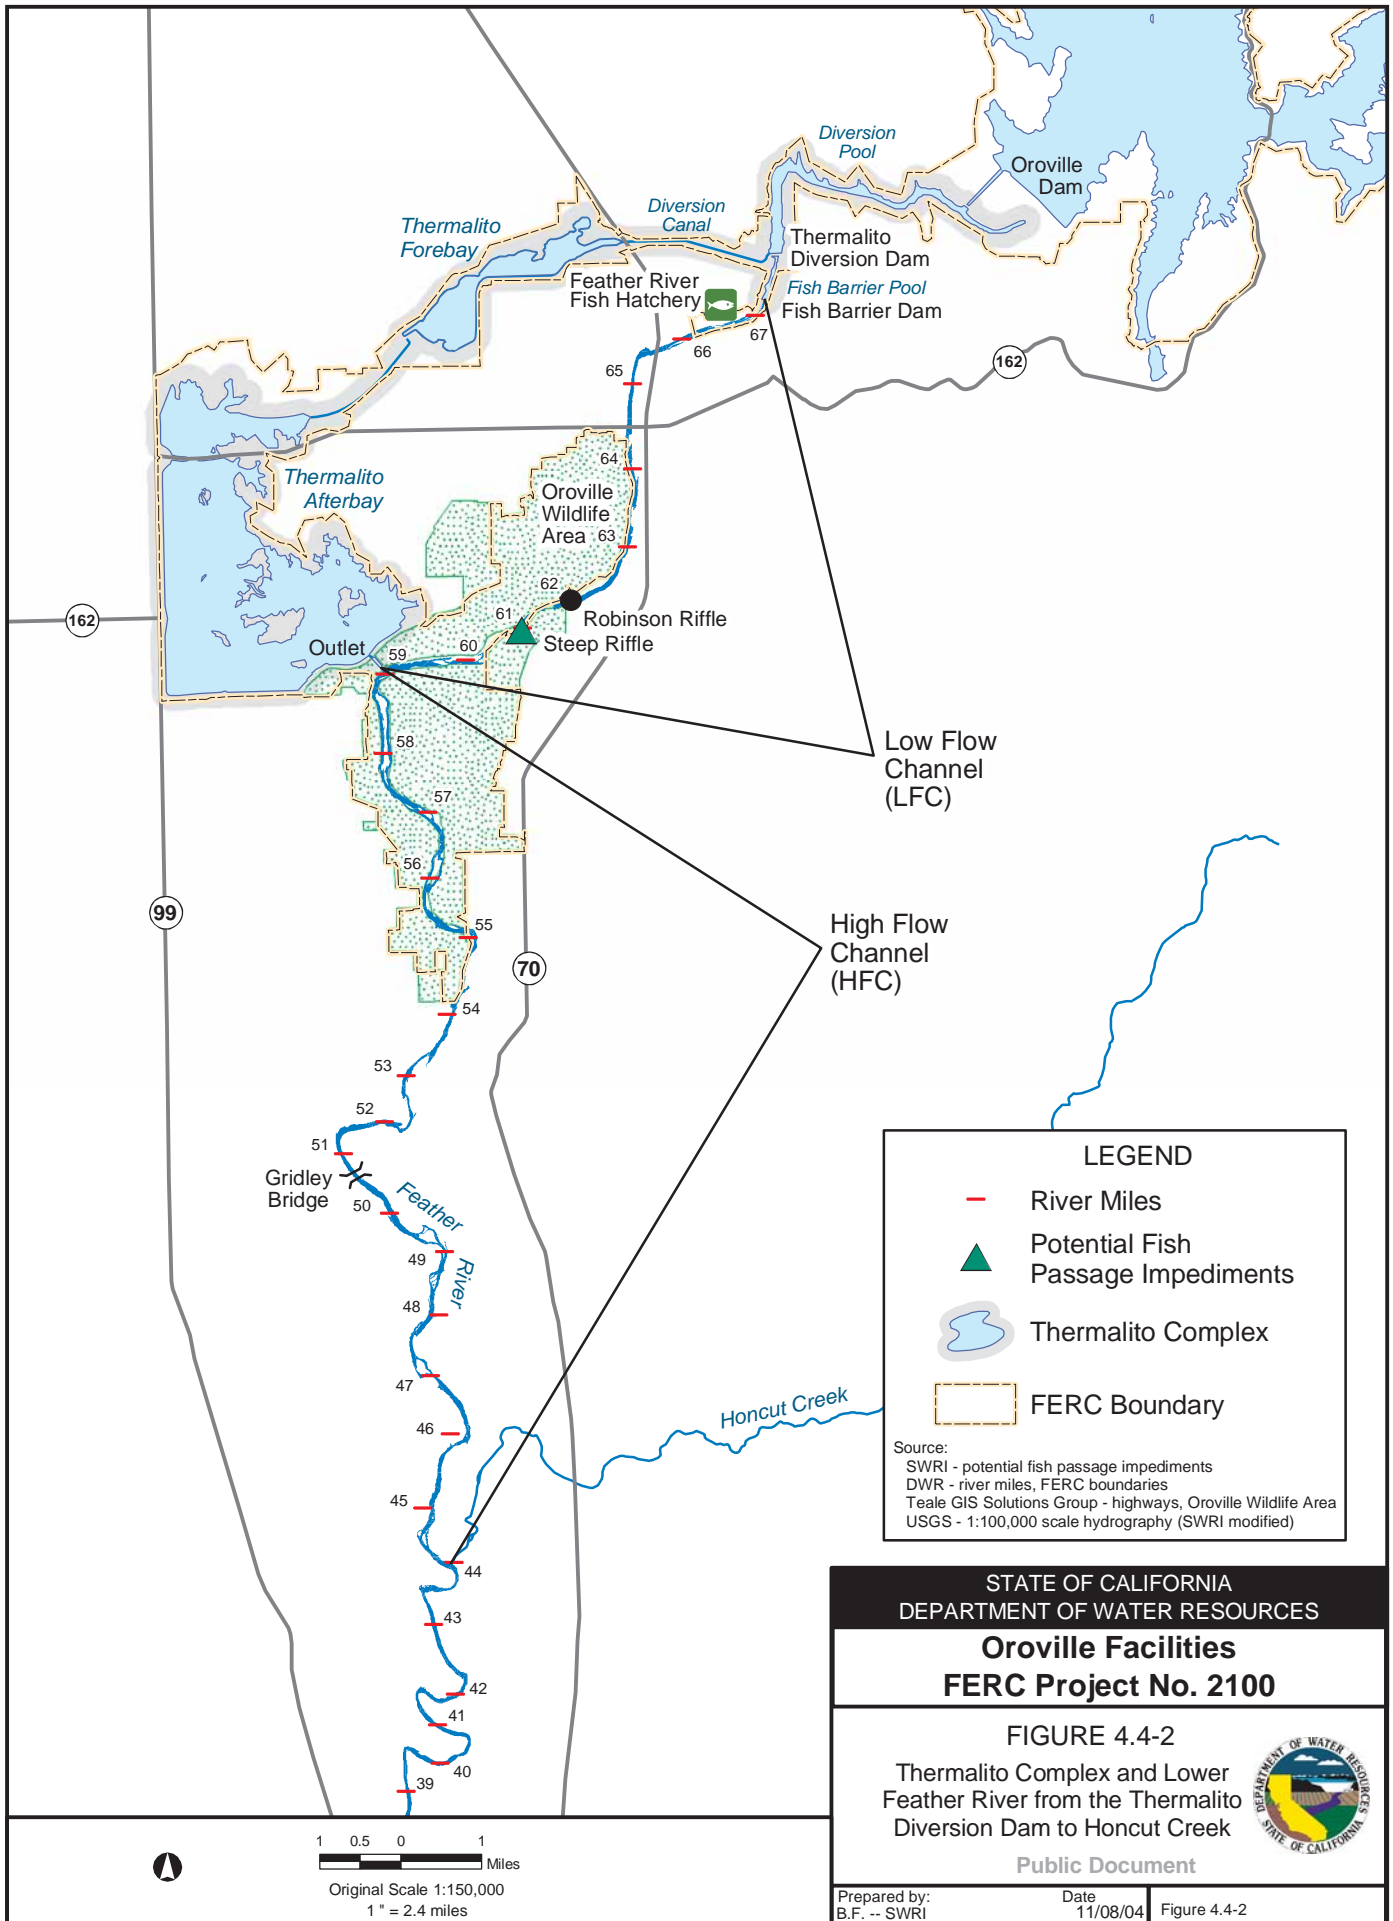 Diversion
Pool
Oroville
Dam
Diversion
Canal
Thermalito
Forebay
Thermalito
Diversion Dam
Feather River
Fish Hatchery
Fish Barrier Pool
Fish Barrier Dam
67
66
65
162
64
Thermalito
Afterbay
Oroville
Wildlife
Area
63
62
61
Robinson Riffle
162
Steep Riffle
Outlet
60
59
Low Flow
Channel
(LFC)
58
57
56
99
55
High Flow
Channel
(HFC)
70
54
53
52
51
Gridley
Bridge
50
Feather
River
49
48
47
46
Honcut Creek
45
44
43
42
41
40
39
LEGEND
River Miles
Potential Fish
Passage Impediments
Thermalito Complex
FERC Boundary
Source:
SWRI - potential fish passage impediments
DWR - river miles, FERC boundaries
Teale GIS Solutions Group - highways, Oroville Wildlife Area
USGS - 1:100,000 scale hydrography (SWRI modified)
STATE OF CALIFORNIA
DEPARTMENT OF WATER RESOURCES
Oroville Facilities
FERC Project No. 2100
FIGURE 4.4-2
Thermalito Complex and Lower
Feather River from the Thermalito
Diversion Dam to Honcut Creek
Public Document
DEPARTMENT OF WATER RESOURCES
STATE OF CALIFORNIA
Prepared by:
B.F. -- SWRI
Date
11/08/04
Figure 4.4-2
1 0.5 0 1
Miles
Original Scale 1:150,000
1 " = 2.4 miles